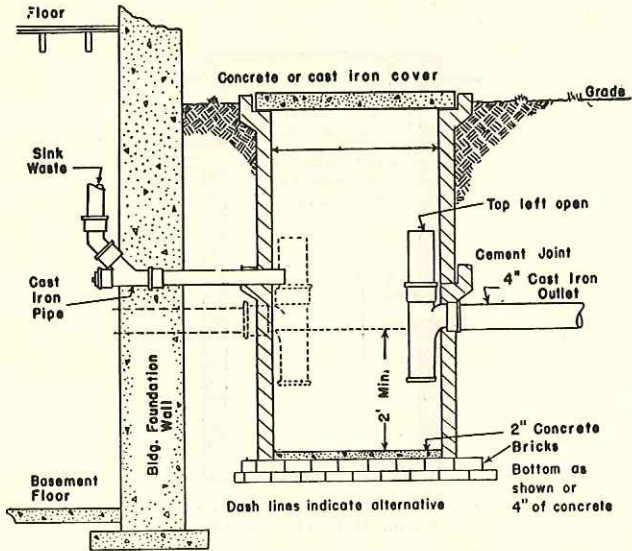 Floor
Concrete or cast iron cover
Grade
Sink
Waste
Top left open
Cement Joint
4" Cast Iron
Outlet
Cast
Iron
Pipe
2' Min.
Bldg. Foundation
Wall
2" Concrete
Bricks
Bottom as
shown or
4" of concrete
Basement
Floor
Dash lines indicate alternative